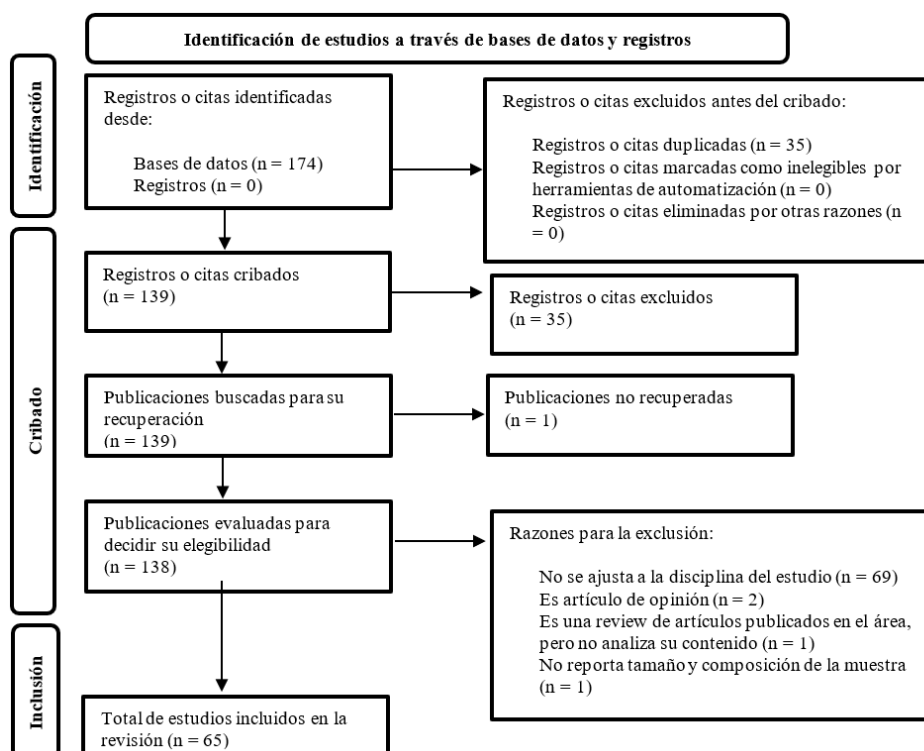 Identificación de estudios a través de bases de datos y registros
Identificación
Registros o citas identificadas
desde:
Bases de datos (n = 174)
Registros (n = 0)
Registros o citas excluidos antes del cribado:
Registros o citas duplicadas (n = 35)
Registros o citas marcadas como inelegibles por
herramientas de automatización (n = 0)
Registros o citas eliminadas por otras razones (n
= 0)
Cribado
Registros o citas cribados
(n = 139)
Registros o citas excluidos
(n = 35)
Publicaciones buscadas para su
recuperación
(n = 139)
Publicaciones no recuperadas
(n = 1)
Publicaciones evaluadas para
decidir su elegibilidad
(n = 138)
Razones para la exclusión:
No se ajusta a la disciplina del estudio (n = 69)
Es artículo de opinión (n = 2)
Es una review de artículos publicados en el área,
pero no analiza su contenido (n = 1)
No reporta tamaño y composición de la muestra
(n = 1)
Inclusión
Total de estudios incluidos en la
revisión (n = 65)